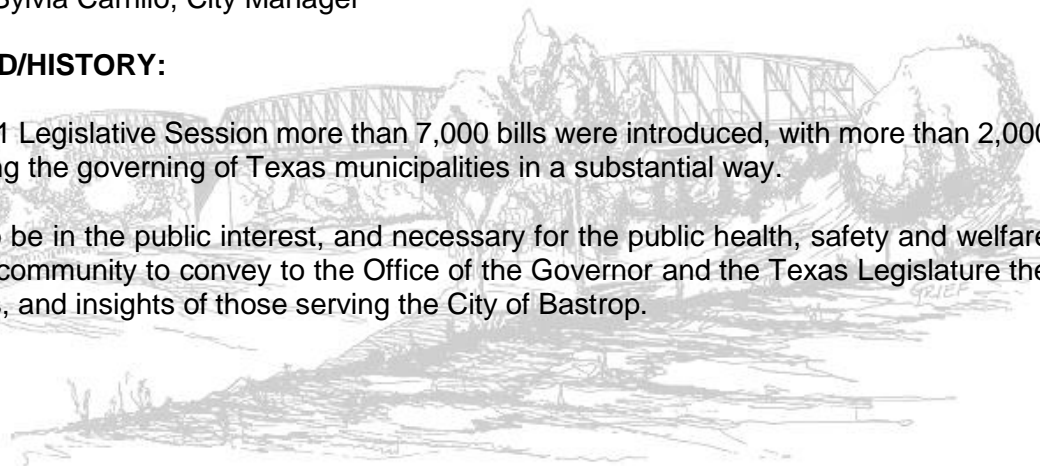 Sylvia Carrillo, City Manager
D/HISTORY:
1 Legislative Session more than 7,000 bills were introduced, with more than 2,000
ng the governing of Texas municipalities in a substantial way.
be in the public interest, and necessary for the public health, safety and welfare
community to convey to the Office of the Governor and the Texas Legislature the
, and insights of those serving the City of Bastrop.
GRIER